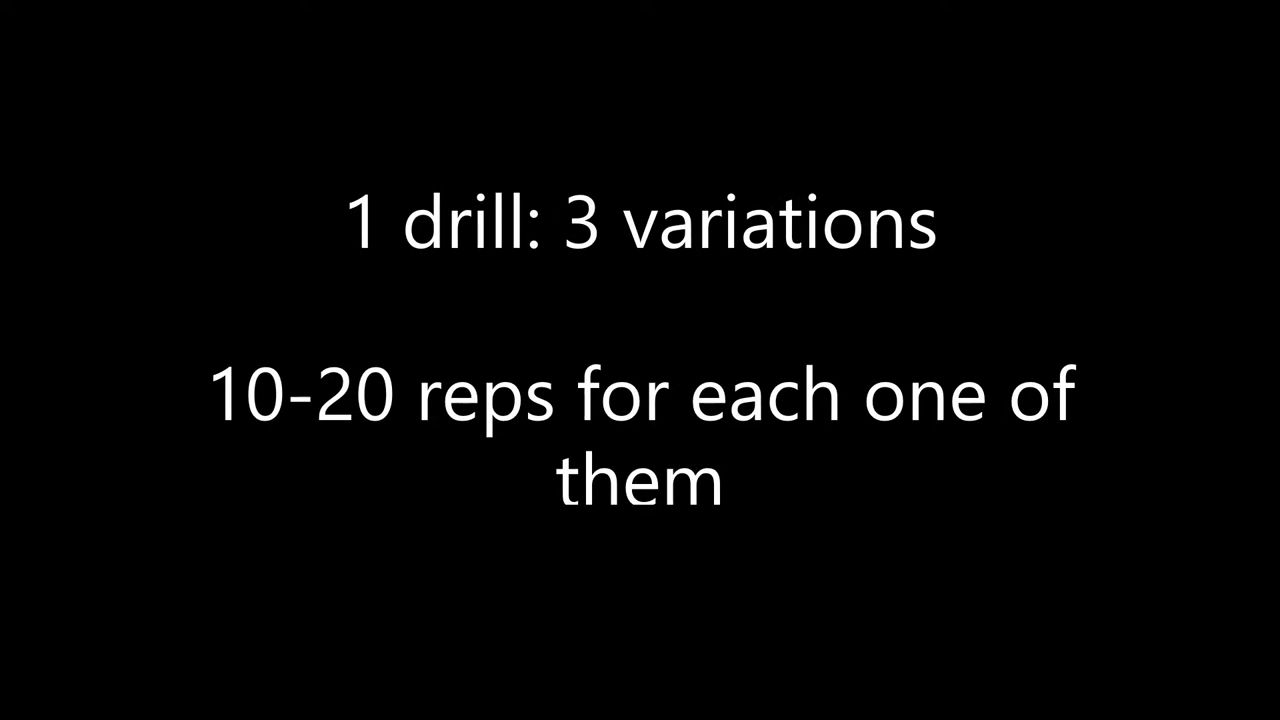 1 drill: 3 variations
10-20 reps for each one of
them